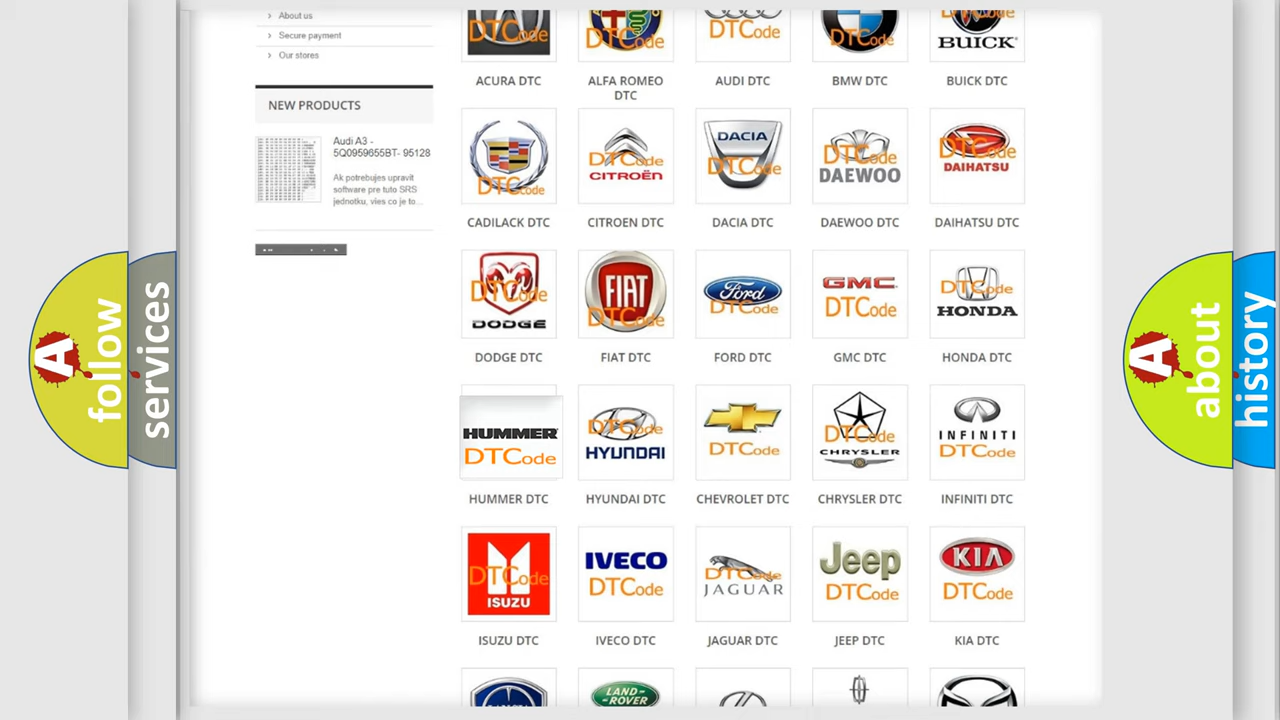 About us
Secure payment
Our stores
NEW PRODUCTS
Audi A3 -
5Q0959655BT- 95128
Ak potrebujes upravit
software pre tuto SRS
jednotku, vies co je to...
DTCode
DTCode
DTCode
DTCode
DTCode
BUICK
ACURA DTC
ALFA ROMEO
DTC
AUDI DTC
BMW DTC
BUICK DTC
DTCode
DTCode
CITROËN
DACIA
DTCode
DTCode
DAEWOO
DTCode
DAIHATSU
CADILACK DTC
CITROEN DTC
DACIA DTC
DAEWOO DTC
DAIHATSU DTC
DTCode
DODGE
FIAT
DTCode
Ford
DTCode
GMC
DTCode
DTCode
HONDA
DODGE DTC
FIAT DTC
FORD DTC
GMC DTC
HONDA DTC
HUMMER
DTCode
DTCode
HYUNDAI
DTCode
DTCode
CHRYSLER
INFINITI
DTCode
HUMMER DTC
HYUNDAI DTC
CHEVROLET DTC
CHRYSLER DTC
INFINITI DTC
DTCode
ISUZU
IVECO
DTCode
DTCode
JAGUAR
Jeep
DTCode
KIA
DTCode
ISUZU DTC
IVECO DTC
JAGUAR DTC
JEEP DTC
KIA DTC
LAND-
ROVER
A follow
services
A about
history